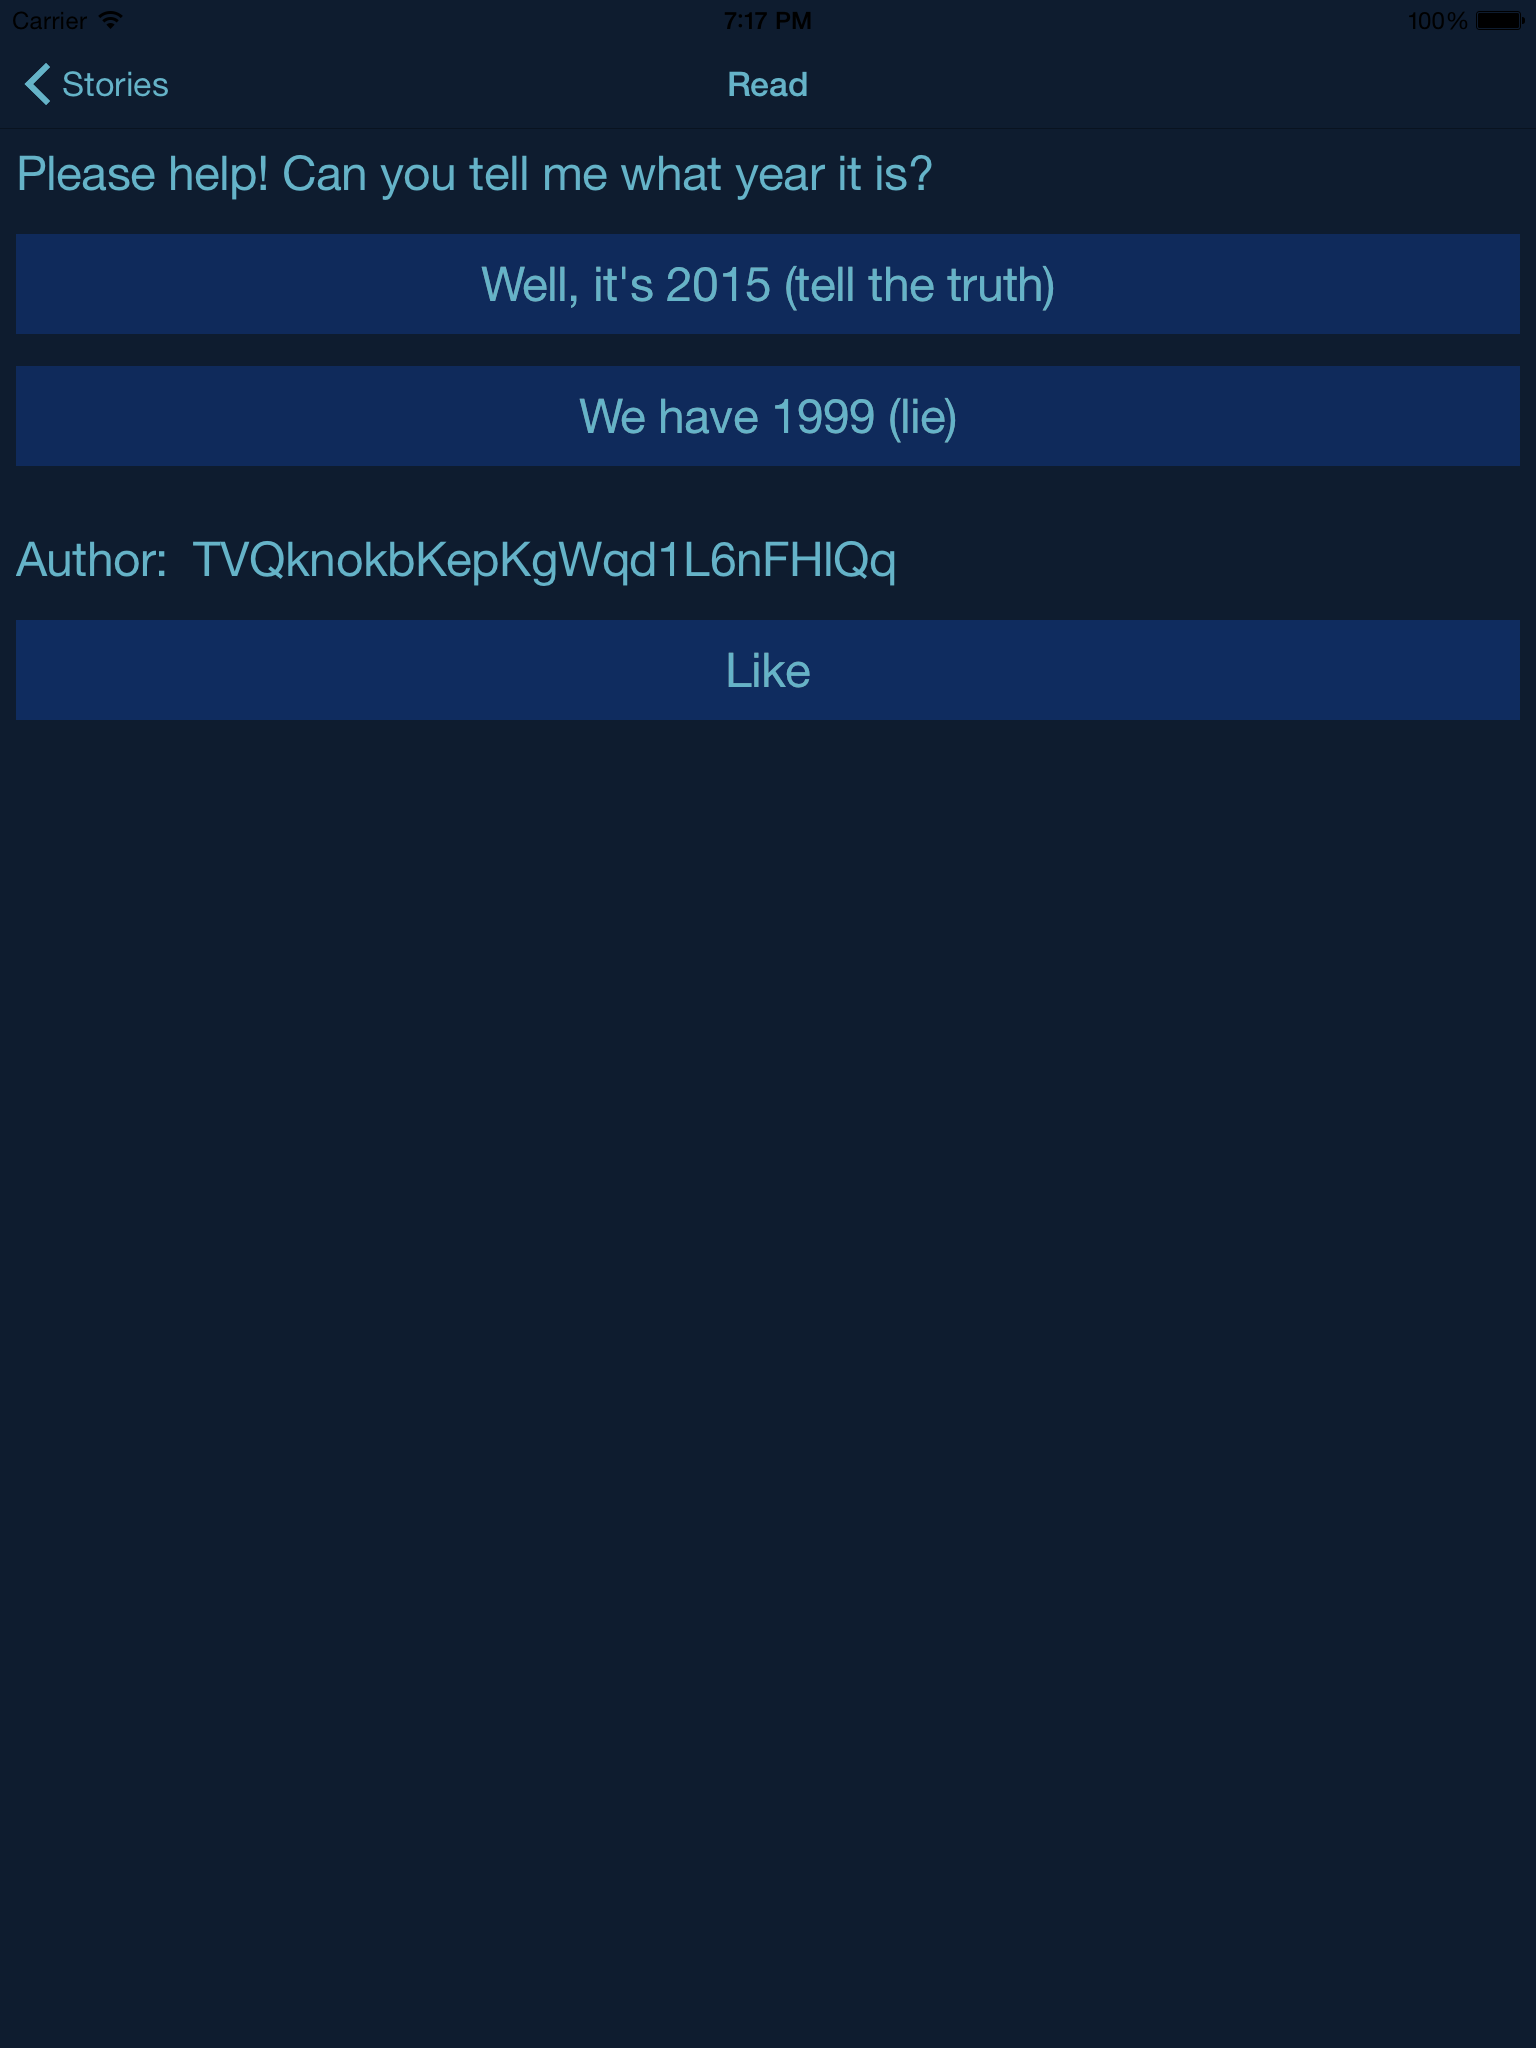 Carrier 7:17 PM 100%
Stories Read
Please help! Can you tell me what year it is?
Well, it's 2015 (tell the truth)
We have 1999 (lie)
Author: TVQknokbKepKgWqd1L6nFHlQq
Like